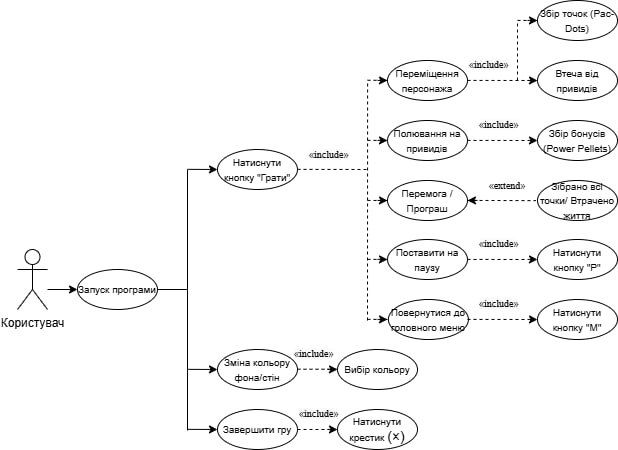 Збір точок (Pac-
Dots)
«include»
Переміщення
персонажа
Втеча від
привидів
Полювання на
привидів
«include»
Збір бонусів
(Power Pellets)
Натиснути
кнопку "Грати"
«include»
Перемога /
Програш
«extend»
Зібрано всі
точки/ Втрачено
життя
Поставити на
паузу
«include»
Натиснути
кнопку "P"
Запуск програми
Користувач
Повернутися до
головного меню
«include»
Натиснути
кнопку "M"
Зміна кольору
фона/стін
«include»
Вибір кольору
Завершити гру
«include»
Натиснути
крестик (×)